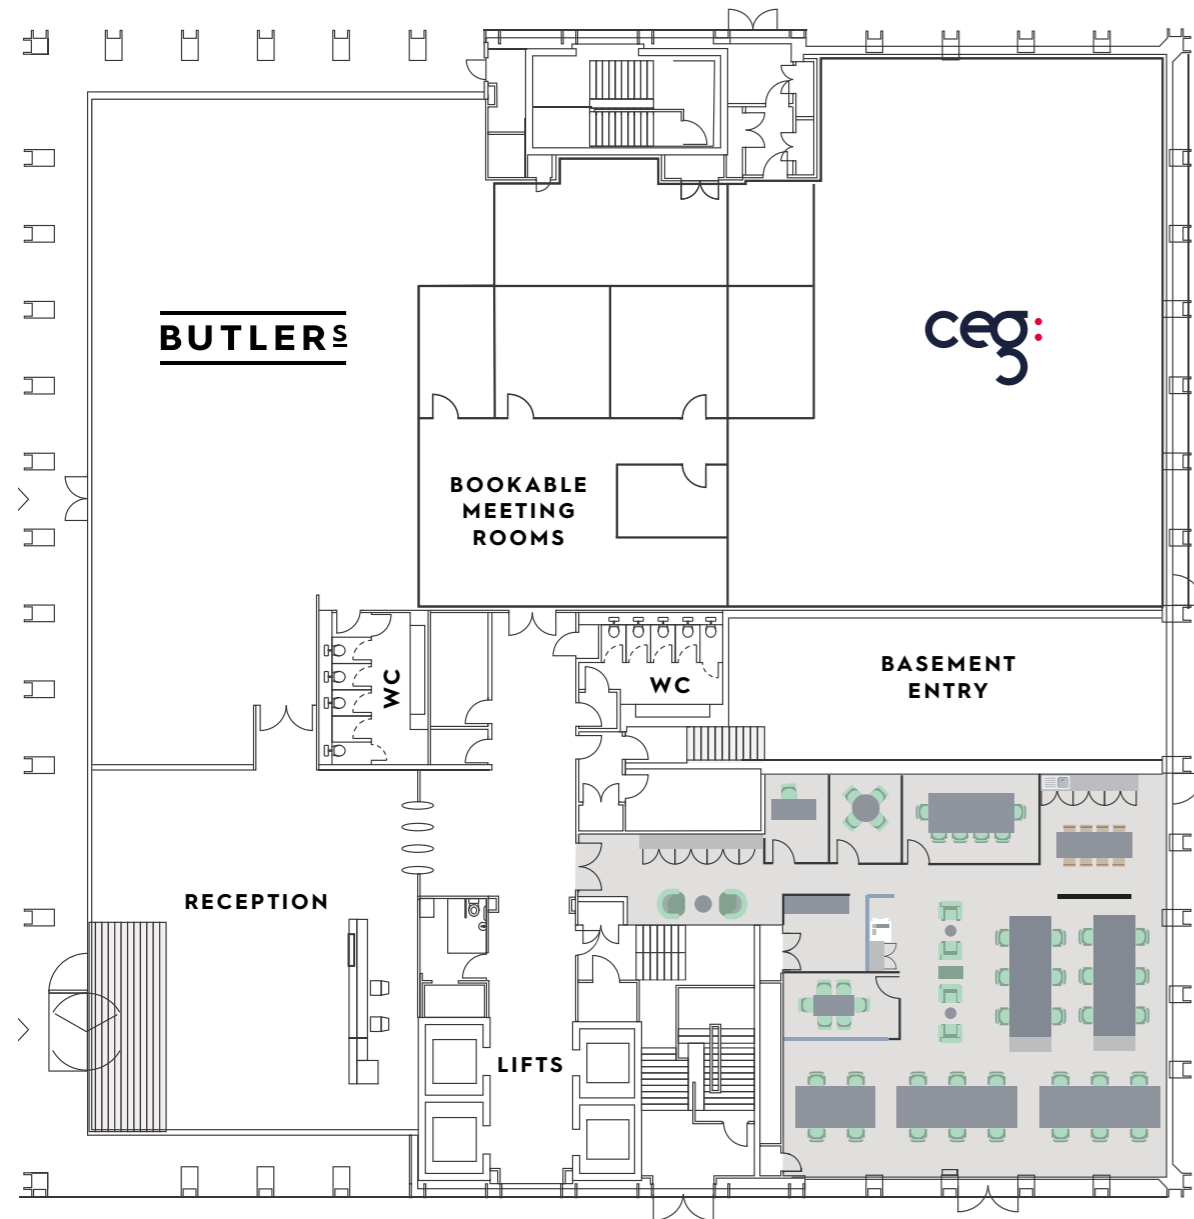 BUTLERS
ceg:
BOOKABLE
MEETING
ROOMS
WC
WC
BASEMENT
ENTRY
RECEPTION
LIFTS